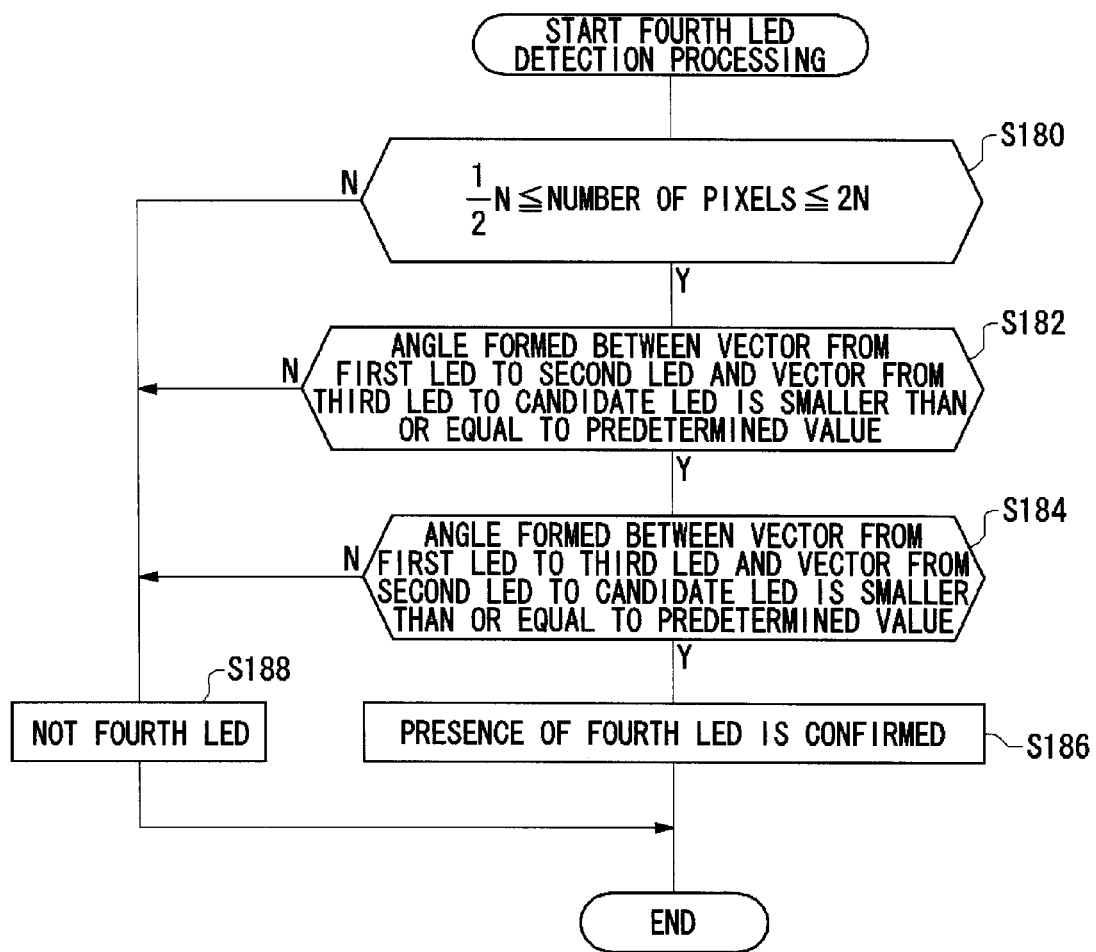 START FOURTH LED
DETECTION PROCESSING
S180
N
1/2 N ≦ NUMBER OF PIXELS ≦ 2N
Y
S182
N
ANGLE FORMED BETWEEN VECTOR FROM
FIRST LED TO SECOND LED AND VECTOR FROM
THIRD LED TO CANDIDATE LED IS SMALLER THAN
OR EQUAL TO PREDETERMINED VALUE
Y
S184
N
ANGLE FORMED BETWEEN VECTOR FROM
FIRST LED TO THIRD LED AND VECTOR FROM
SECOND LED TO CANDIDATE LED IS SMALLER
THAN OR EQUAL TO PREDETERMINED VALUE
Y
S188
NOT FOURTH LED
PRESENCE OF FOURTH LED IS CONFIRMED
S186
END